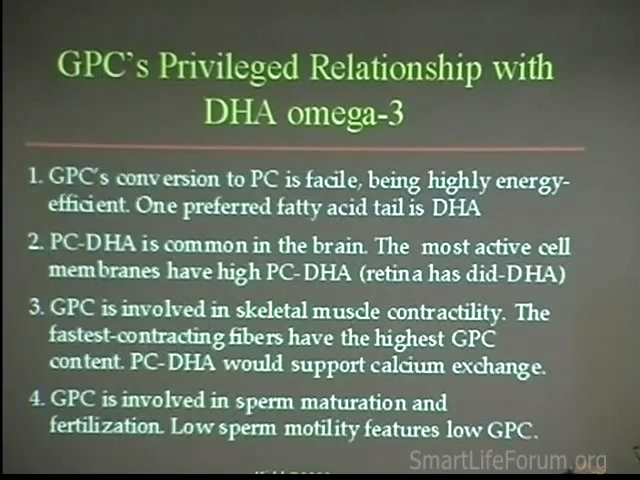 GPC's Privileged Relationship with
DHA omega-3
1. GPC's conversion to PC is facile, being highly energy-
efficient. One preferred fatty acid tail is DHA
2. PC-DHA is common in the brain. The most active cell
membranes have high PC-DHA (retina has did-DHA)
3. GPC is involved in skeletal muscle contractility. The
fastest-contracting fibers have the highest GPC
content. PC-DHA would support calcium exchange.
4. GPC is involved in sperm maturation and
fertilization. Low sperm motility features low GPC.
SmartLifeForum.org